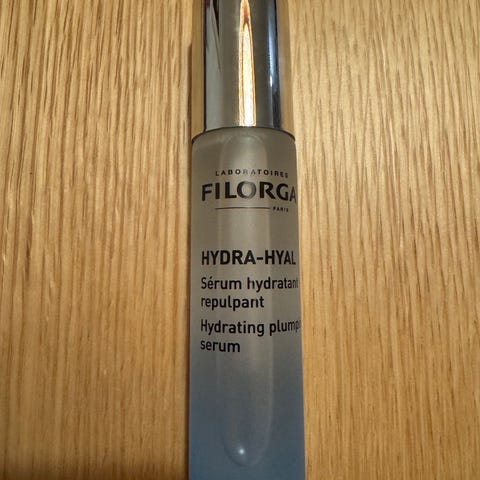 LABORATOIRES
FILORGA
PARIS
HYDRA-HYAL
Sérum hydratant
repulpant
Hydrating plump
serum